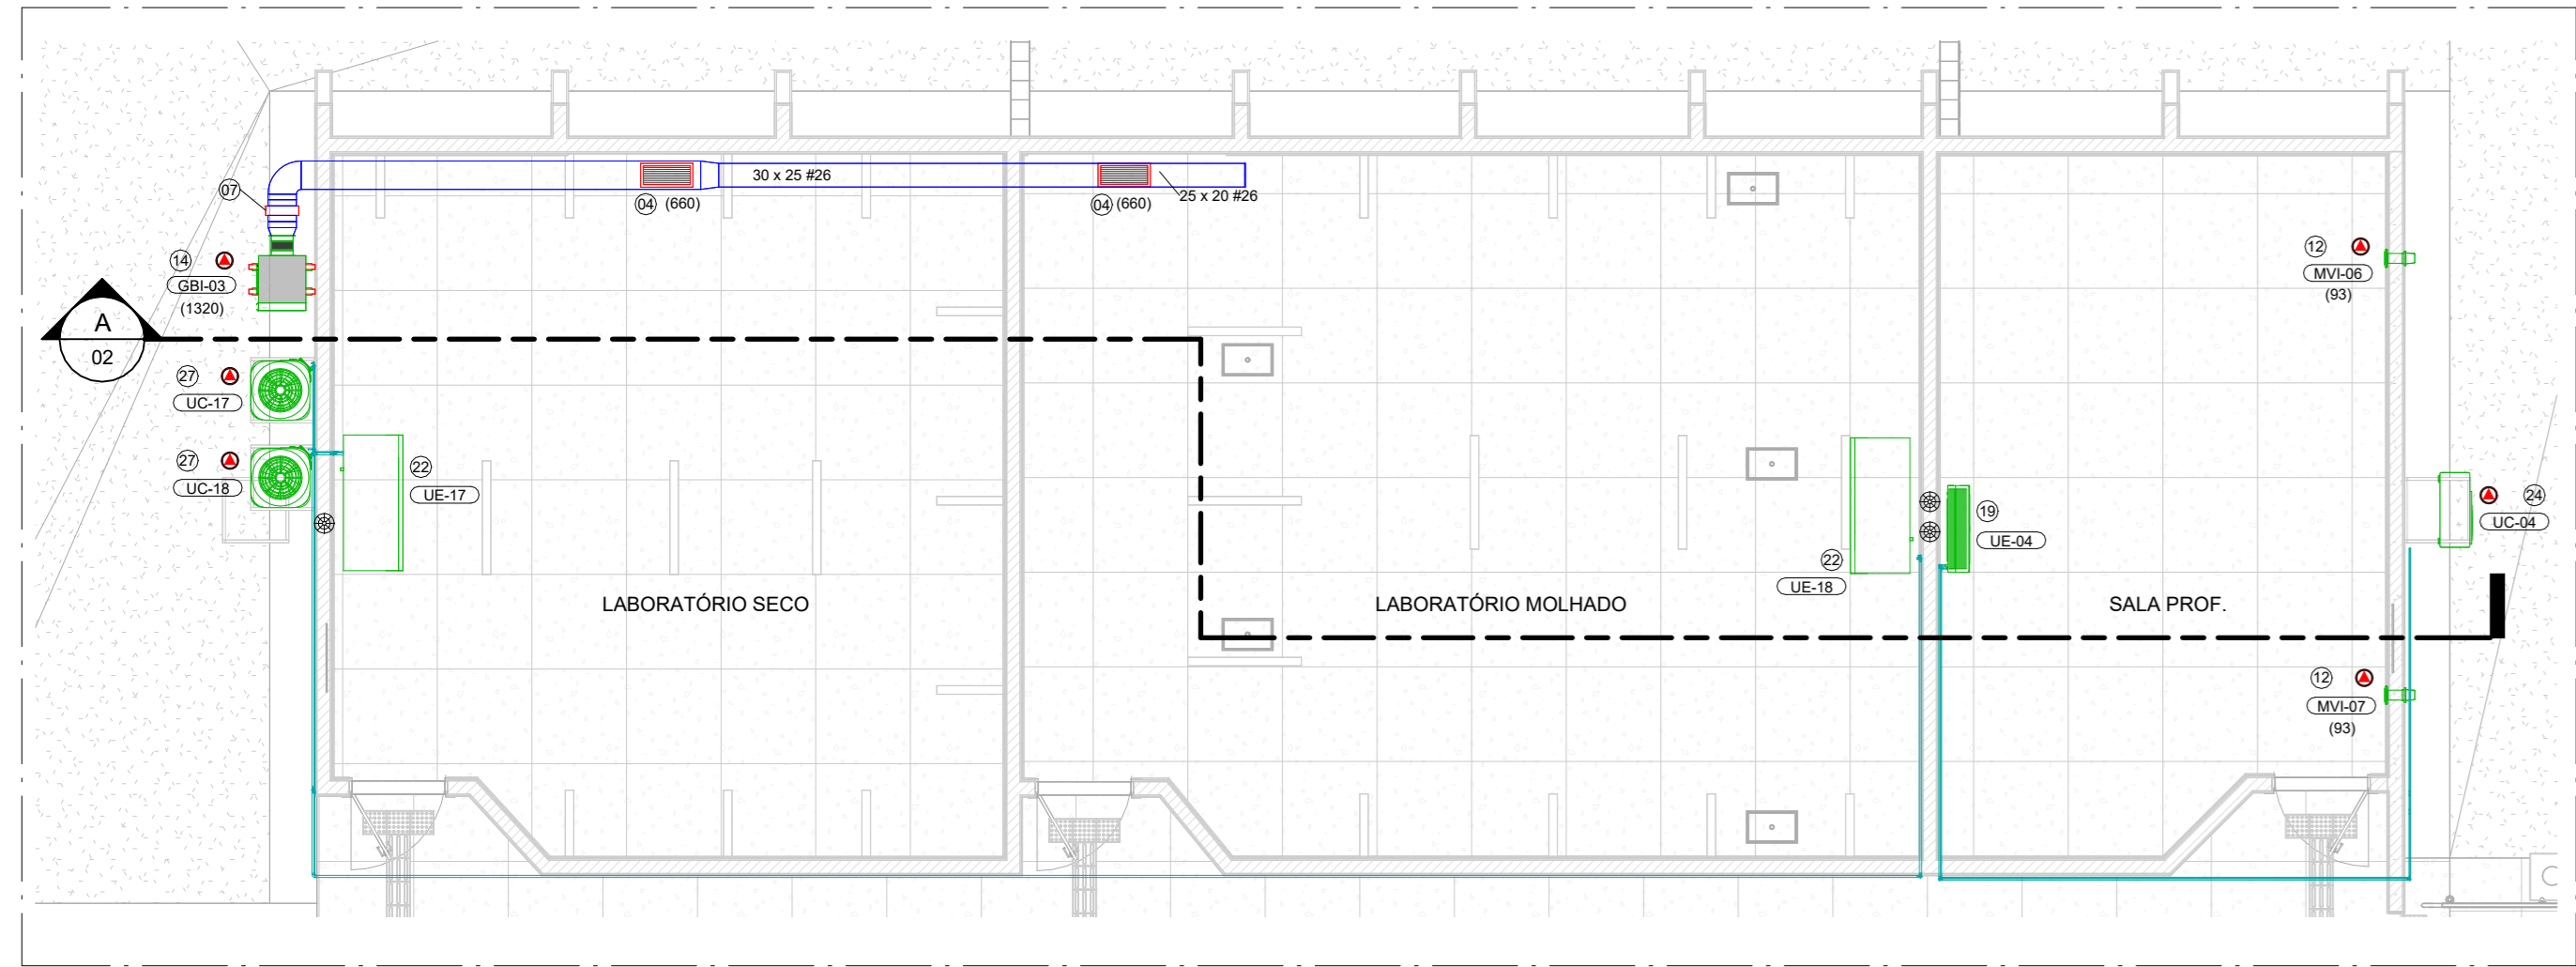 30 x 25 #26
07
04 (660)
04 (660)
25 x 20 #26
14
GBI-03
(1320)
12
MVI-06
(93)
A
02
27
UC-17
27
UC-18
22
UE-17
19
UE-04
22
UE-18
24
UC-04
LABORATÓRIO SECO
LABORATÓRIO MOLHADO
SALA PROF.
12
MVI-07
(93)